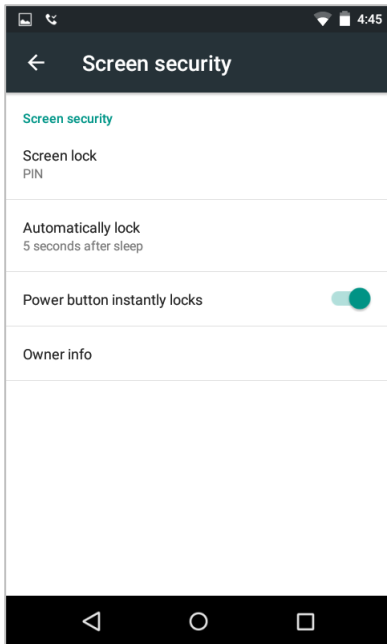 4:45
Screen security
Screen security
Screen lock
PIN
Automatically lock
5 seconds after sleep
Power button instantly locks
Owner info